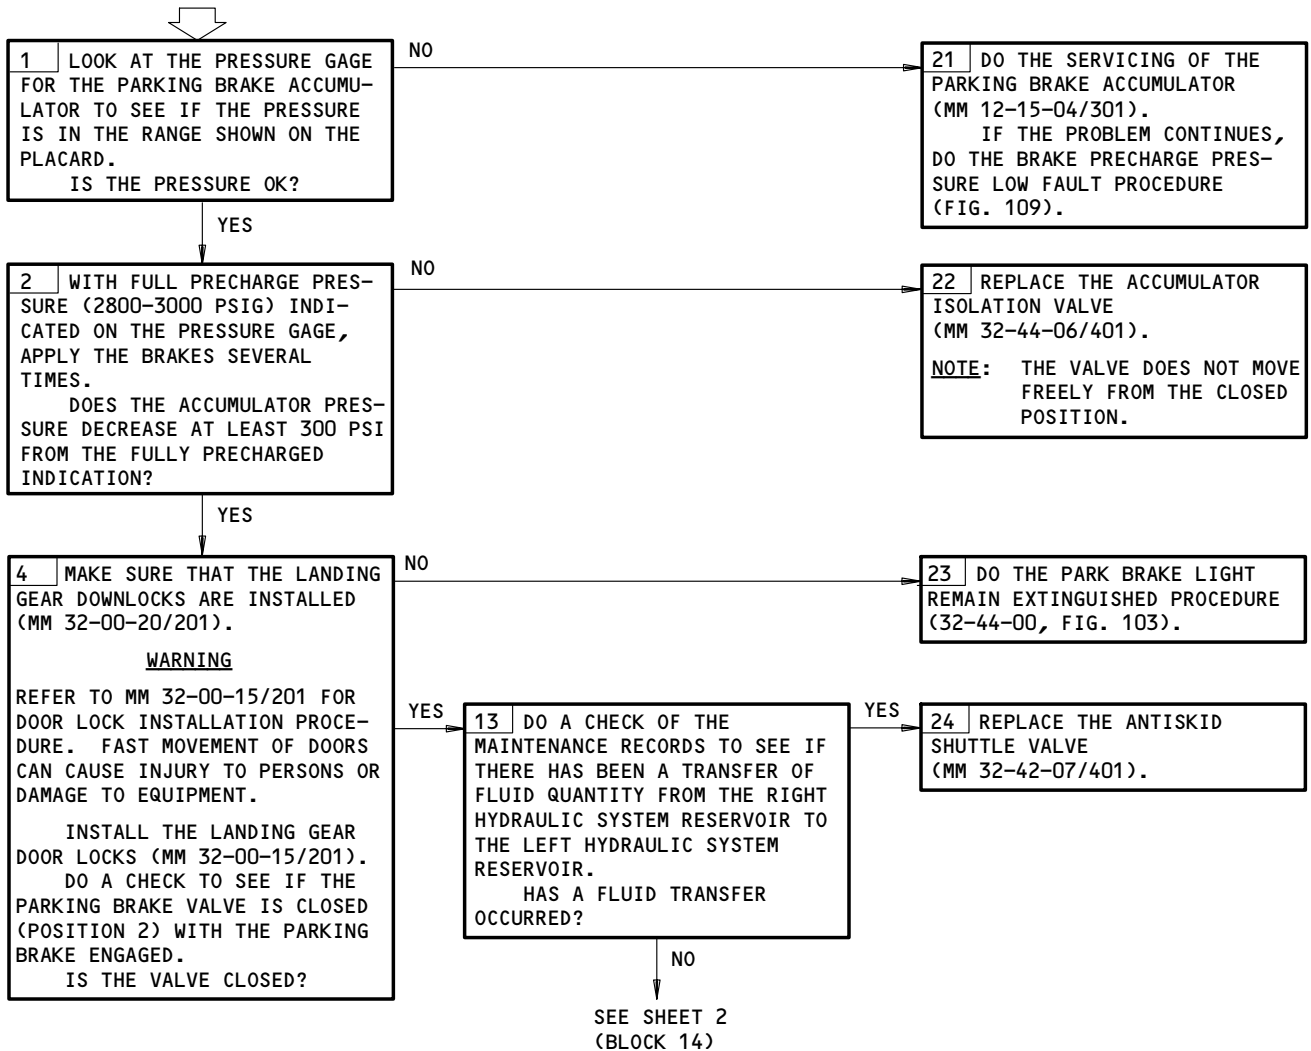 1 LOOK AT THE PRESSURE GAGE
FOR THE PARKING BRAKE ACCUMU-
LATOR TO SEE IF THE PRESSURE
IS IN THE RANGE SHOWN ON THE
PLACARD.
IS THE PRESSURE OK?
NO
21 DO THE SERVICING OF THE
PARKING BRAKE ACCUMULATOR
(MM 12-15-04/301).
IF THE PROBLEM CONTINUES,
DO THE BRAKE PRECHARGE PRES-
SURE LOW FAULT PROCEDURE
(FIG. 109).
YES
2 WITH FULL PRECHARGE PRES-
SURE (2800-3000 PSIG) INDI-
CATED ON THE PRESSURE GAGE,
APPLY THE BRAKES SEVERAL
TIMES.
DOES THE ACCUMULATOR PRES-
SURE DECREASE AT LEAST 300 PSI
FROM THE FULLY PRECHARGED
INDICATION?
NO
22 REPLACE THE ACCUMULATOR
ISOLATION VALVE
(MM 32-44-06/401).
NOTE: THE VALVE DOES NOT MOVE
FREELY FROM THE CLOSED
POSITION.
YES
4 MAKE SURE THAT THE LANDING
GEAR DOWNLOCKS ARE INSTALLED
(MM 32-00-20/201).
WARNING
REFER TO MM 32-00-15/201 FOR
DOOR LOCK INSTALLATION PROCE-
DURE. FAST MOVEMENT OF DOORS
CAN CAUSE INJURY TO PERSONS OR
DAMAGE TO EQUIPMENT.
INSTALL THE LANDING GEAR
DOOR LOCKS (MM 32-00-15/201).
DO A CHECK TO SEE IF THE
PARKING BRAKE VALVE IS CLOSED
(POSITION 2) WITH THE PARKING
BRAKE ENGAGED.
IS THE VALVE CLOSED?
NO
23 DO THE PARK BRAKE LIGHT
REMAIN EXTINGUISHED PROCEDURE
(32-44-00, FIG. 103).
YES
13 DO A CHECK OF THE
MAINTENANCE RECORDS TO SEE IF
THERE HAS BEEN A TRANSFER OF
FLUID QUANTITY FROM THE RIGHT
HYDRAULIC SYSTEM RESERVOIR TO
THE LEFT HYDRAULIC SYSTEM
RESERVOIR.
HAS A FLUID TRANSFER
OCCURRED?
YES
24 REPLACE THE ANTISKID
SHUTTLE VALVE
(MM 32-42-07/401).
NO
SEE SHEET 2
(BLOCK 14)